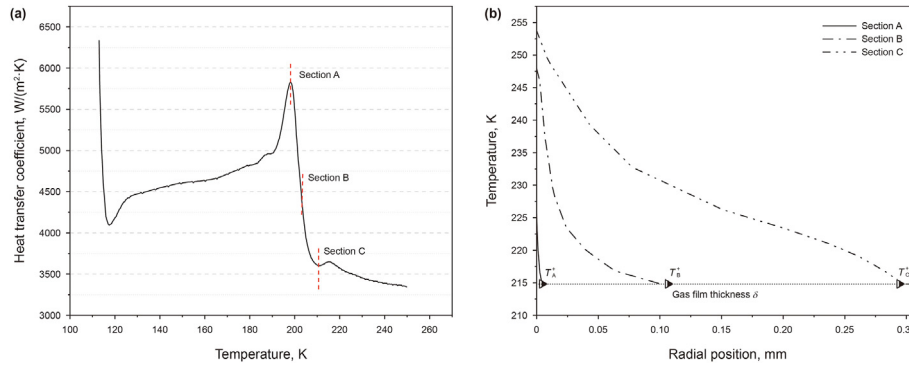 (a)
Heat transfer coefficient, W/(m²·K)
6500
6000
5500
5000
4500
4000
3500
3000
Section A
Section B
Section C
100 120 140 160 180 200 220 240 260
Temperature, K
(b)
Temperature, K
255
250
245
240
235
230
225
220
215
210
Section A
Section B
Section C
T*A T*B T*C
Gas film thickness δ
0 0.05 0.10 0.15 0.20 0.25 0.3
Radial position, mm